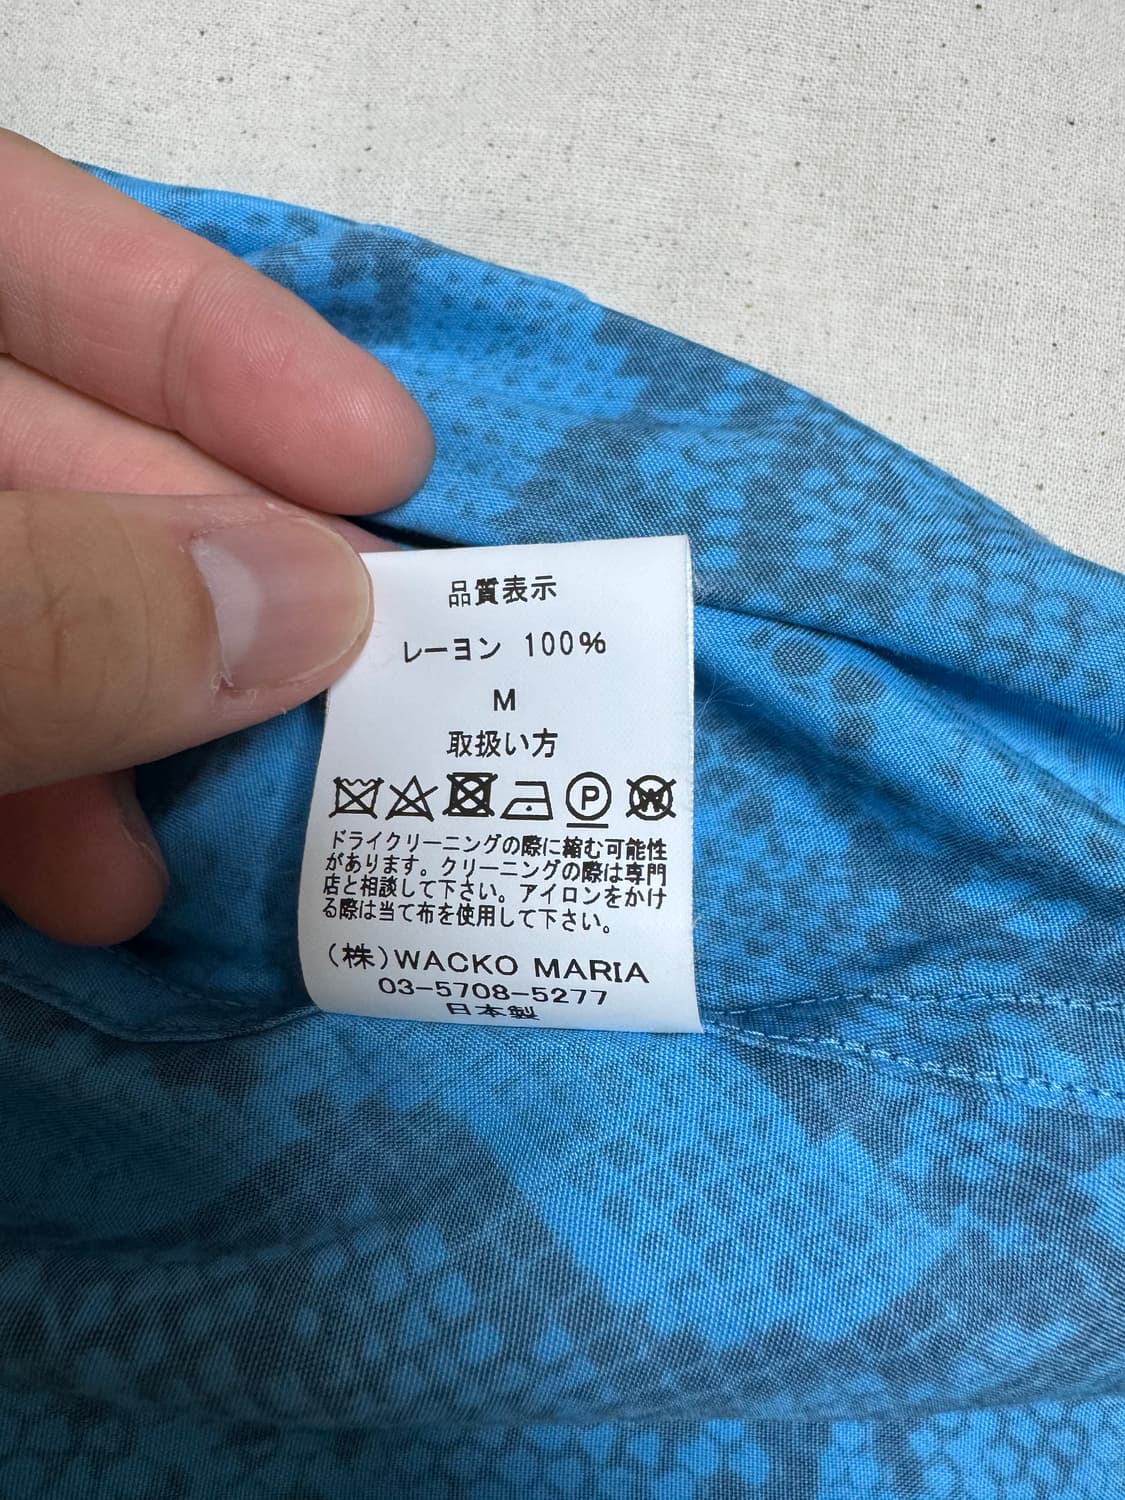 品質表示
レーヨン 100%
M
取扱い方
P W
ドライクリーニングの際に縮む可能性
があります。クリーニングの際は専門
店と相談して下さい。アイロンをかけ
る際は当て布を使用して下さい。
(株)WACKO MARIA
03-5708-5277
日本製